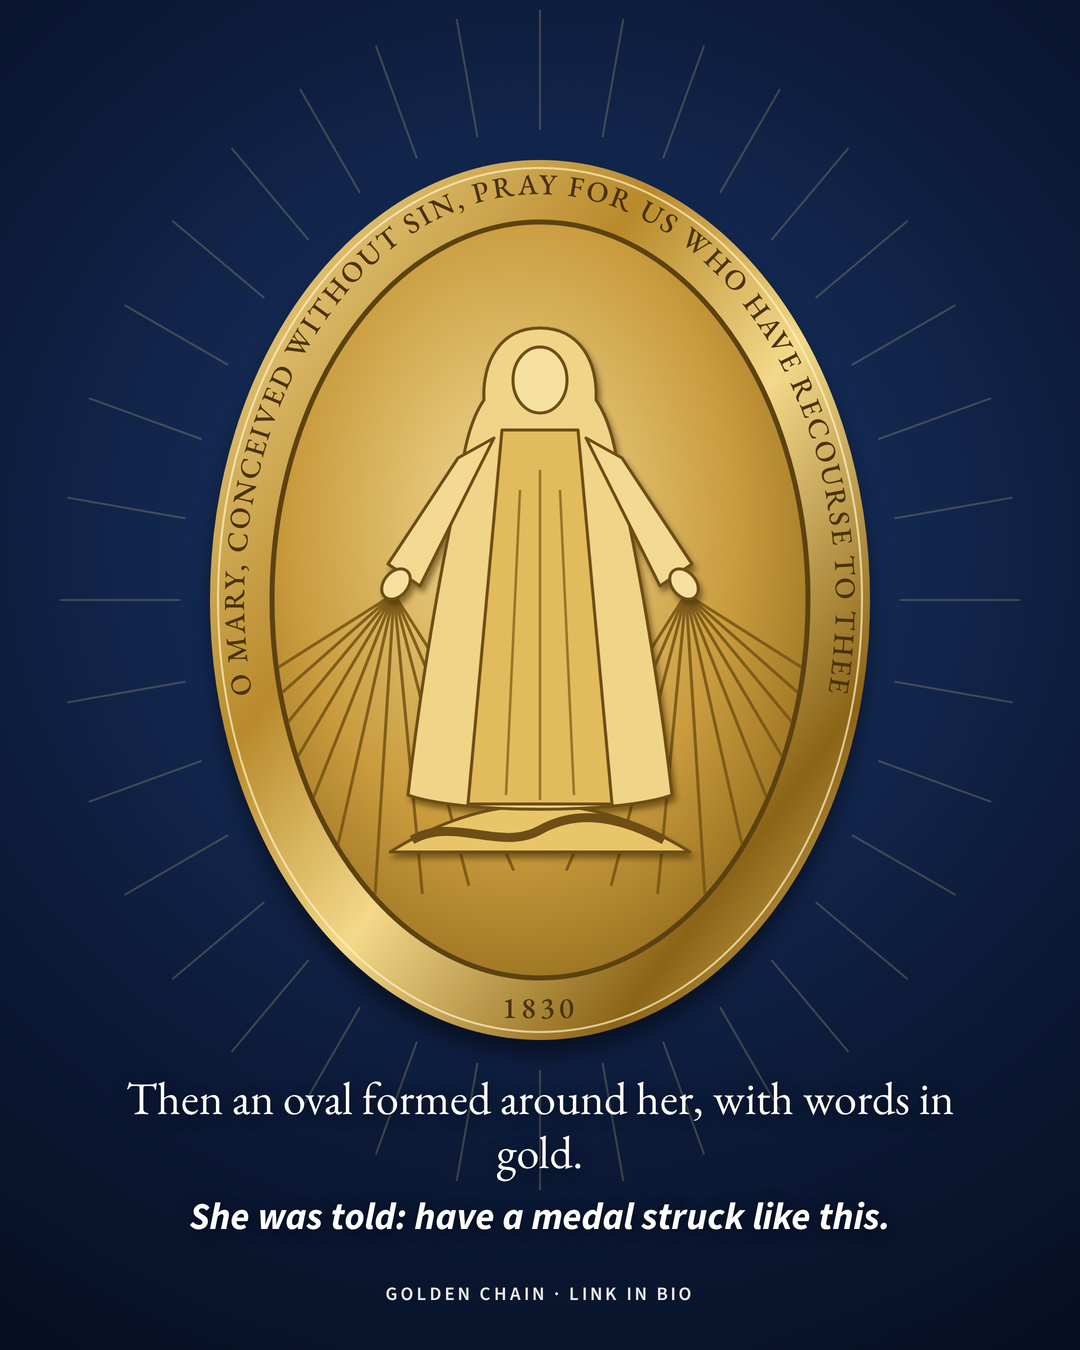 O MARY, CONCEIVED WITHOUT SIN, PRAY FOR US WHO HAVE RECOURSE TO THEE
1830
Then an oval formed around her, with words in
gold.
She was told: have a medal struck like this.
GOLDEN CHAIN · LINK IN BIO